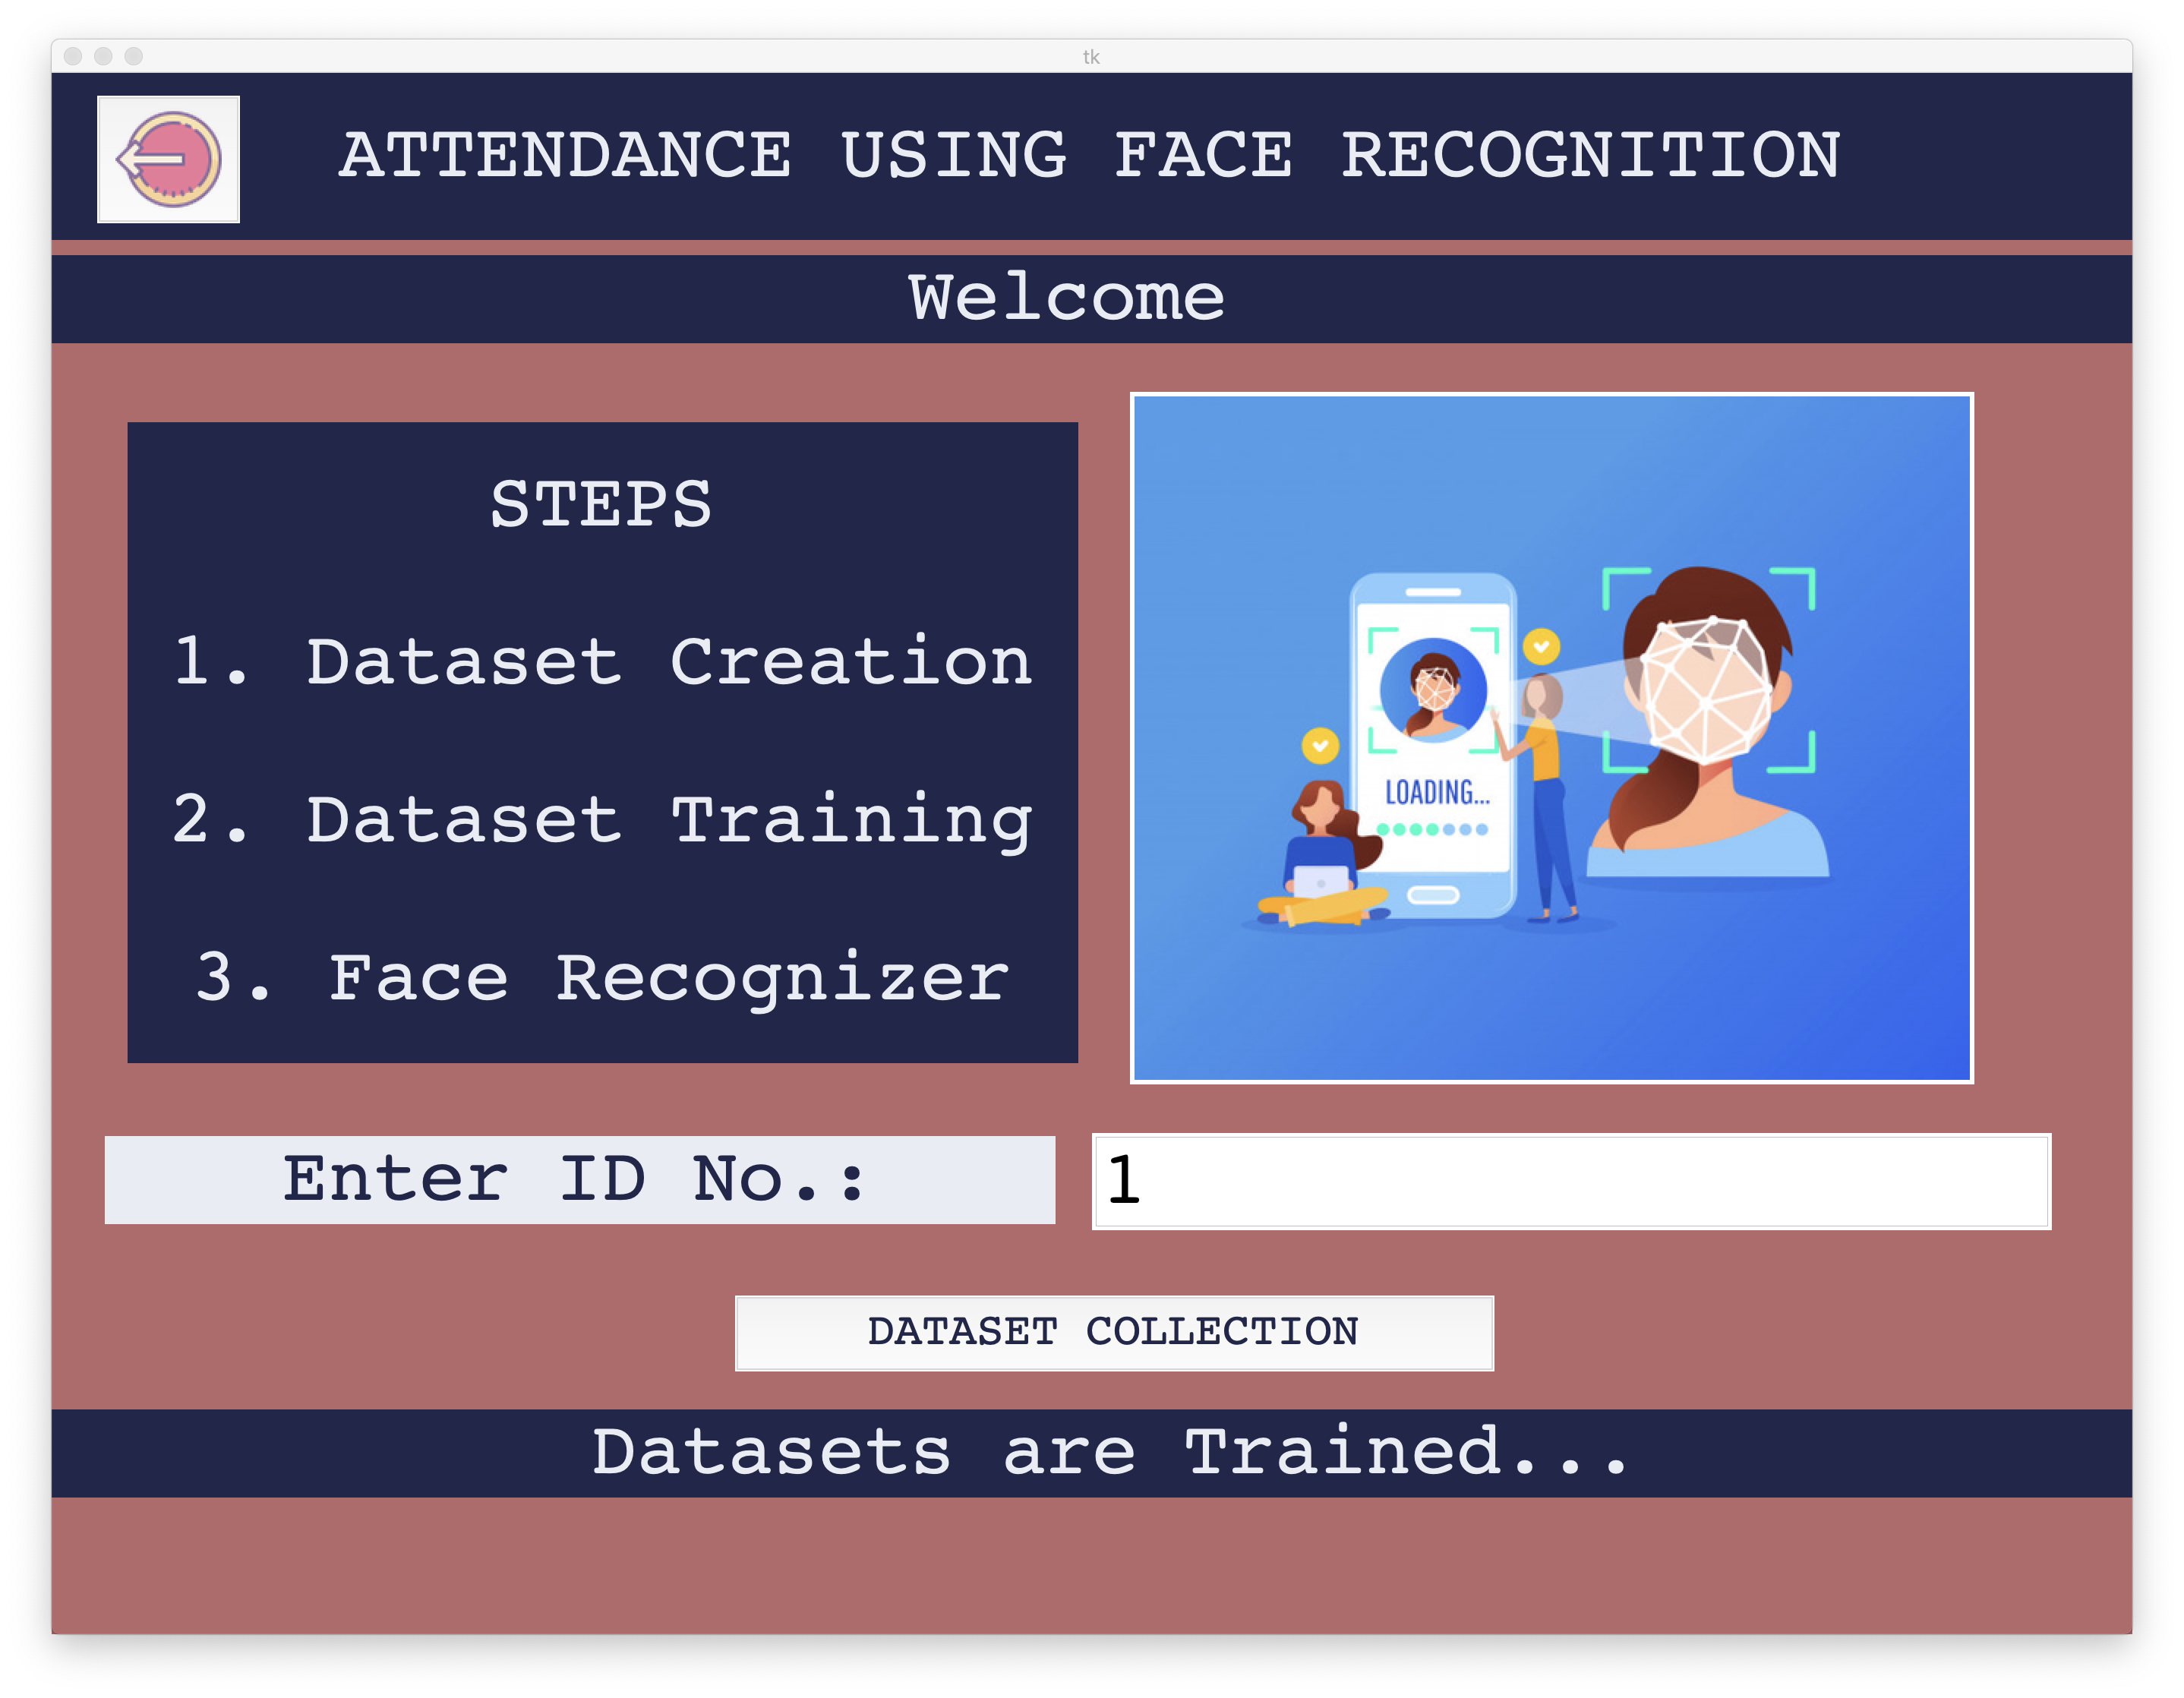 tk
ATTENDANCE USING FACE RECOGNITION
Welcome
STEPS
1. Dataset Creation
2. Dataset Training
3. Face Recognizer
LOADING...
Enter ID No.:
1
DATASET COLLECTION
Datasets are Trained...